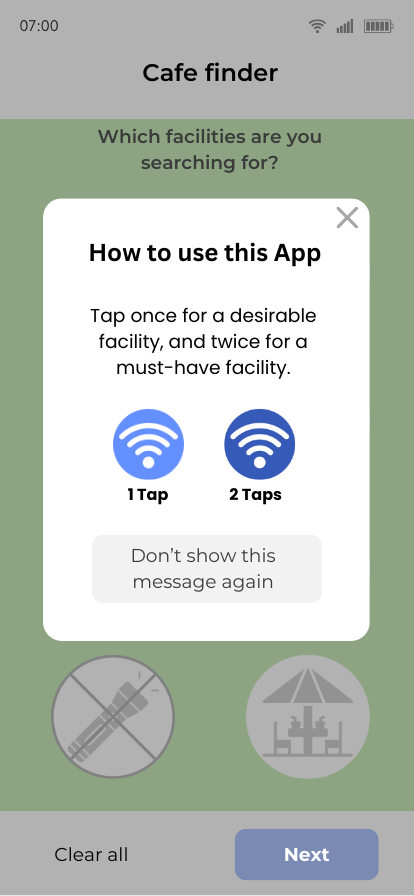 07:00
Cafe finder
Which facilities are you
searching for?
How to use this App
Tap once for a desirable
facility, and twice for a
must-have facility.
1 Tap
2 Taps
Don’t show this
message again
Clear all
Next